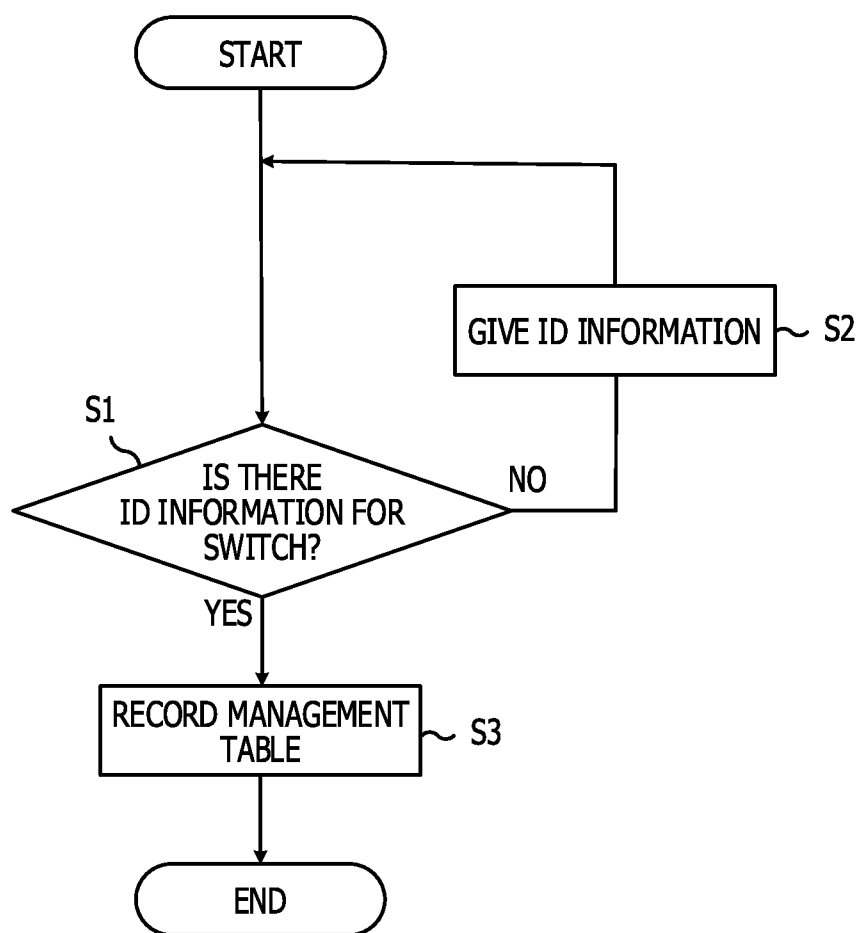 START
GIVE ID INFORMATION
S2
S1
IS THERE
ID INFORMATION FOR
SWITCH?
NO
YES
RECORD MANAGEMENT
TABLE
S3
END